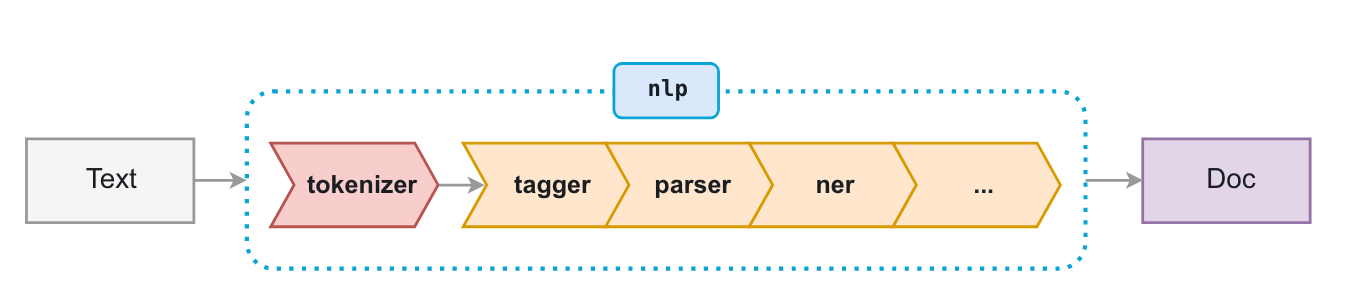 nlp
Text
tokenizer
tagger
parser
ner
...
Doc